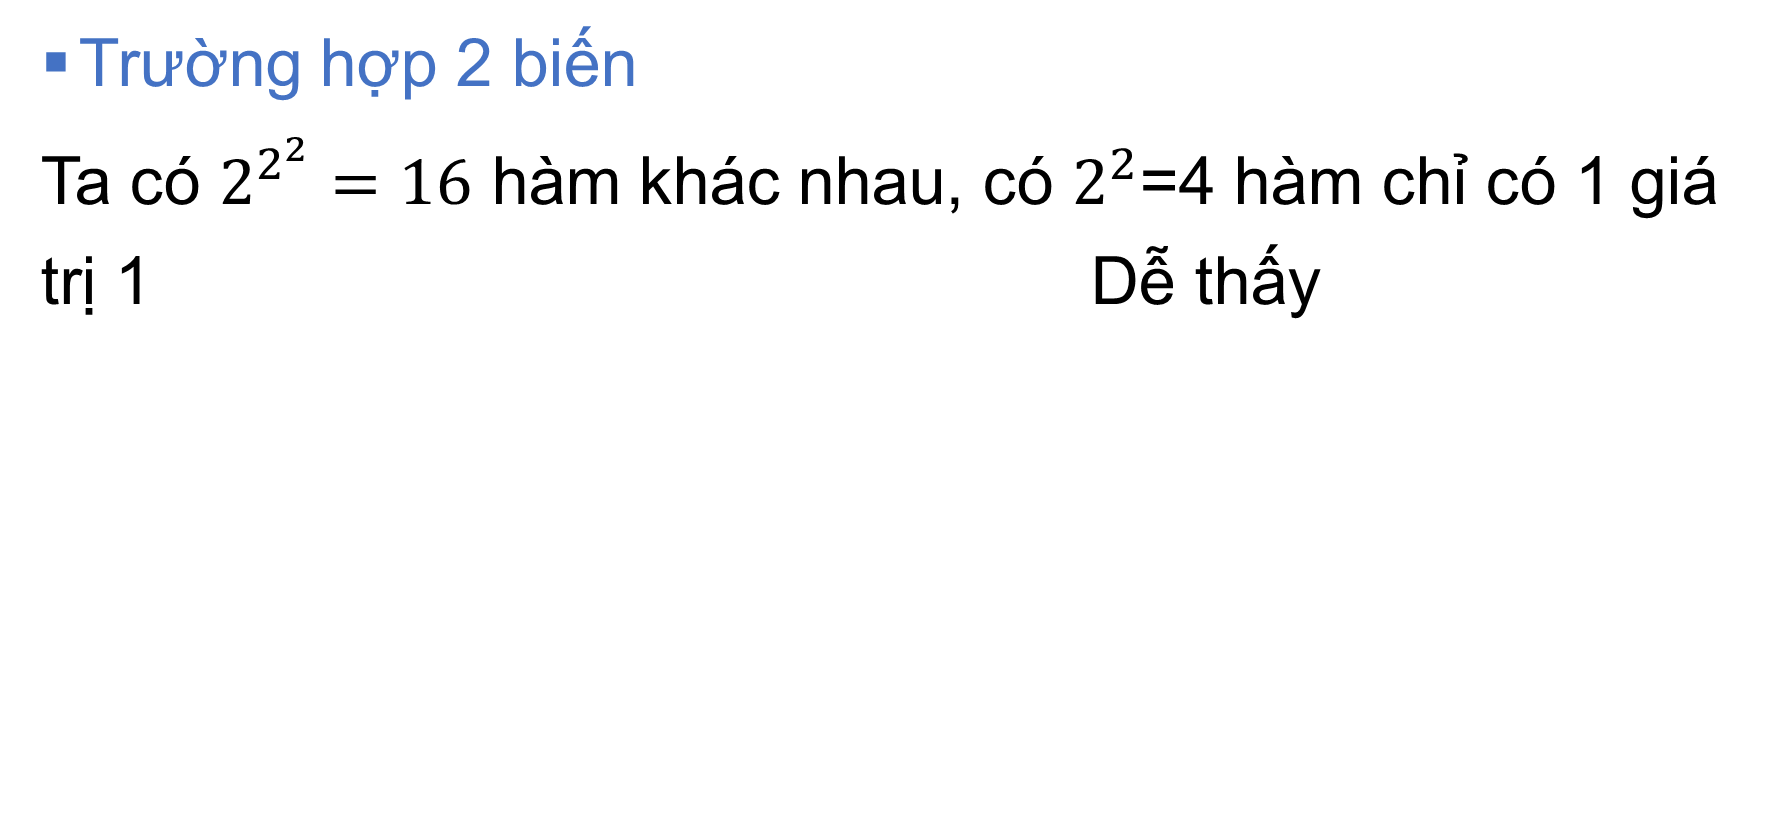 ▪ Trường hợp 2 biến
Ta có 2^{2^2} = 16 hàm khác nhau, có 2^2=4 hàm chỉ có 1 giá
trị 1 Dễ thấy